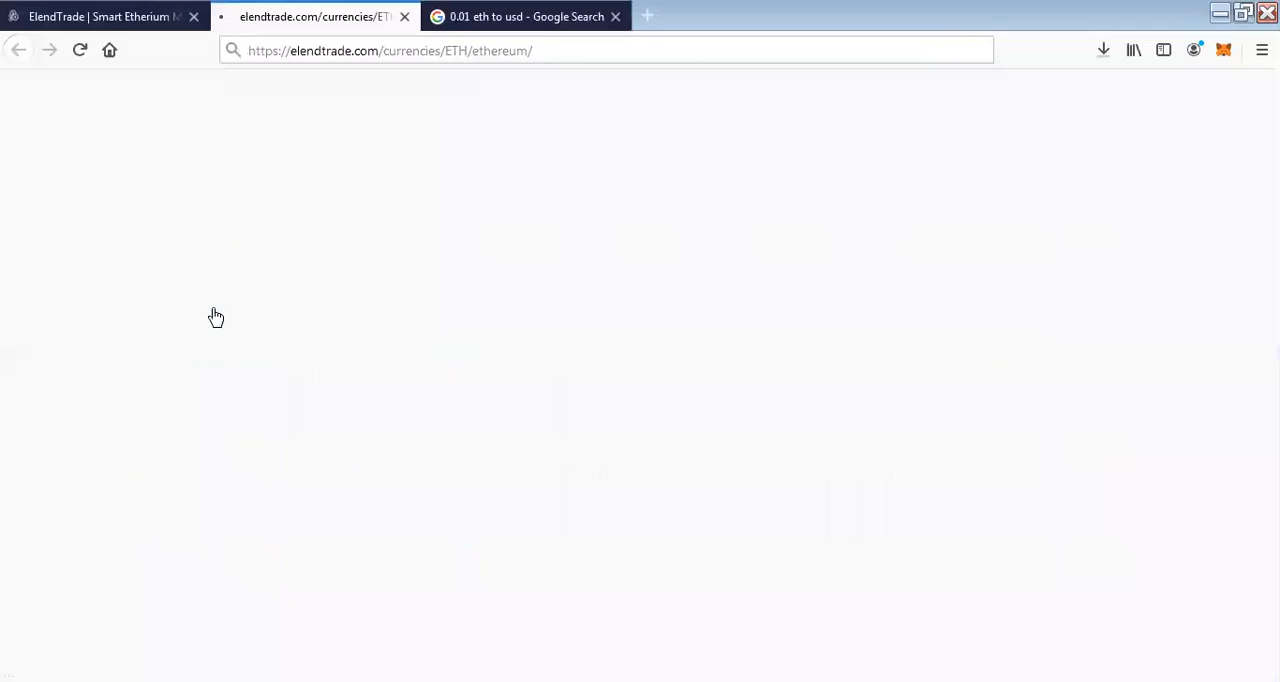 ElendTrade | Smart Etherium M
elendtrade.com/currencies/ET
0.01 eth to usd - Google Search
https://elendtrade.com/currencies/ETH/ethereum/